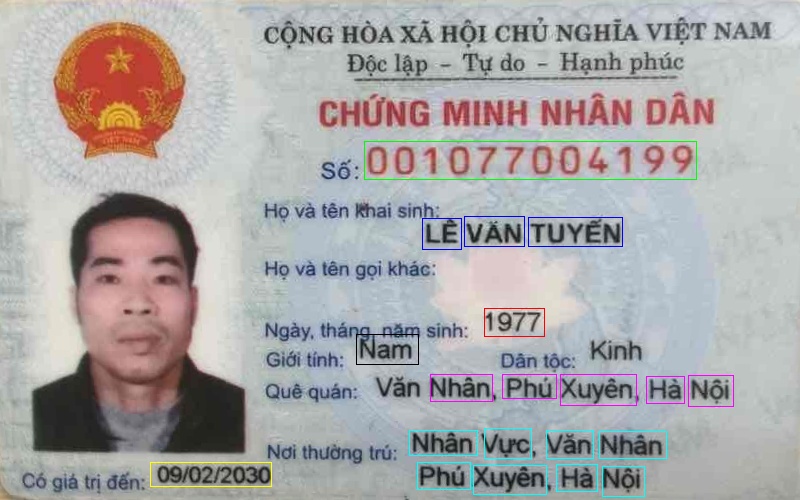 CỘNG HÒA XÃ HỘI CHỦ NGHĨA VIỆT NAM
Độc lập - Tự do - Hạnh phúc
CHỨNG MINH NHÂN DÂN
Số: 001077004199
Họ và tên khai sinh:
LÊ VĂN TUYẾN
Họ và tên gọi khác:
Ngày, tháng, năm sinh: 1977
Giới tính: Nam Dân tộc: Kinh
Quê quán: Văn Nhân, Phú Xuyên, Hà Nội
Nơi thường trú: Nhân Vực, Văn Nhân
Phú Xuyên, Hà Nội
Có giá trị đến: 09/02/2030